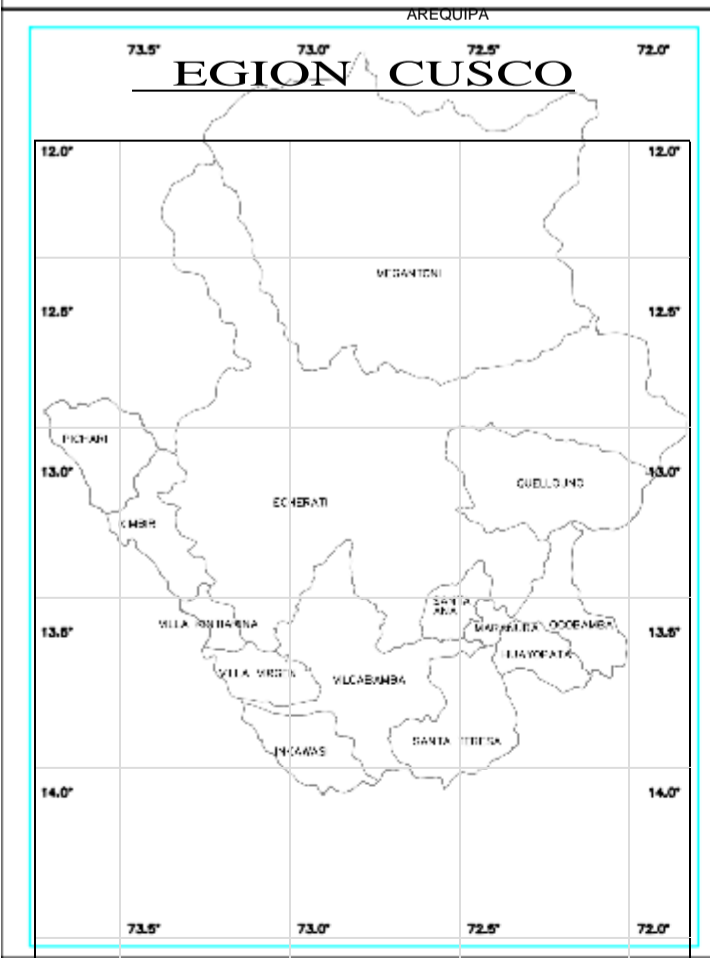 AREQUIPA
73.5° 73.0° 72.5° 72.0°
EGION CUSCO
12.0° 12.0°
MEGANTONI
12.5° 12.5°
PICHARI
13.0° 13.0°
QUELLOUNO
ECHERATI
KIMBIRI
SANTA
ANA
VILLA KINTIARINA
MARANURA
OCOBAMBA
13.5° 13.5°
HUAYOPATA
VILLA VIRGEN
VILCABAMBA
SANTA TERESA
INKAWASI
14.0° 14.0°
73.5° 73.0° 72.5° 72.0°